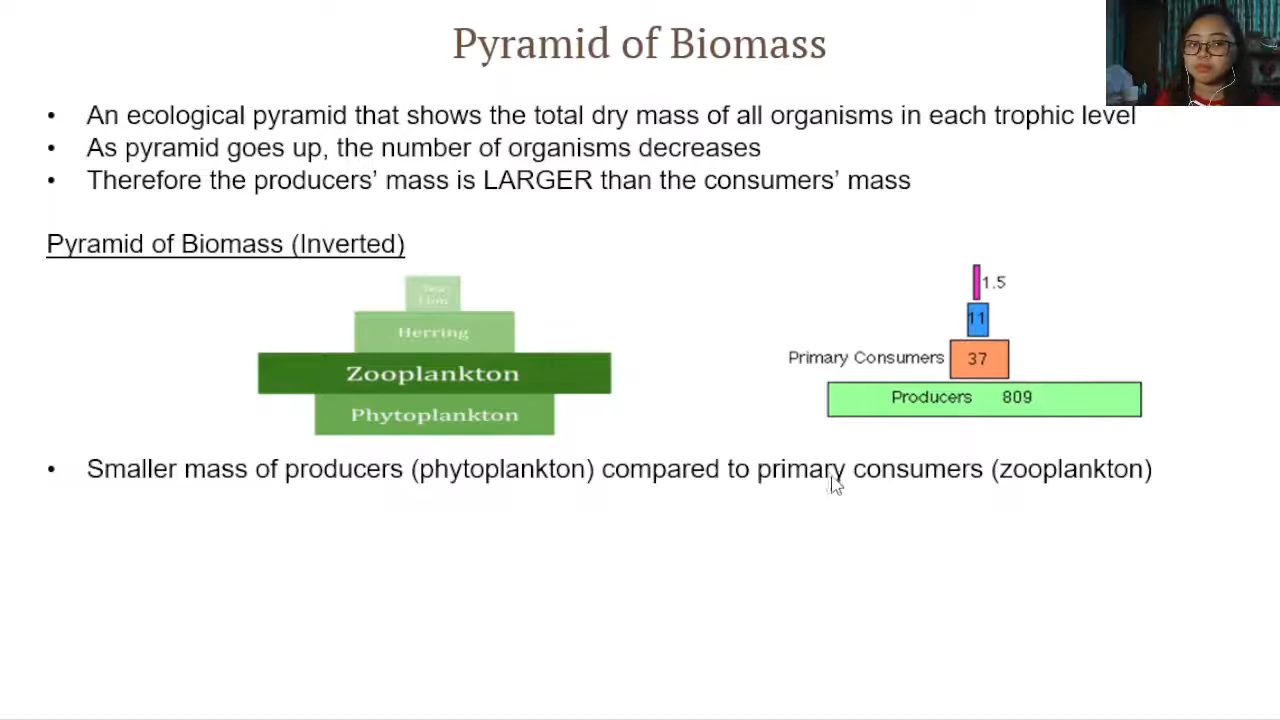 Pyramid of Biomass
• An ecological pyramid that shows the total dry mass of all organisms in each trophic level
• As pyramid goes up, the number of organisms decreases
• Therefore the producers' mass is LARGER than the consumers' mass
Pyramid of Biomass (Inverted)
Herring
Zooplankton
Phytoplankton
1.5
11
Primary Consumers 37
Producers 809
• Smaller mass of producers (phytoplankton) compared to primary consumers (zooplankton)